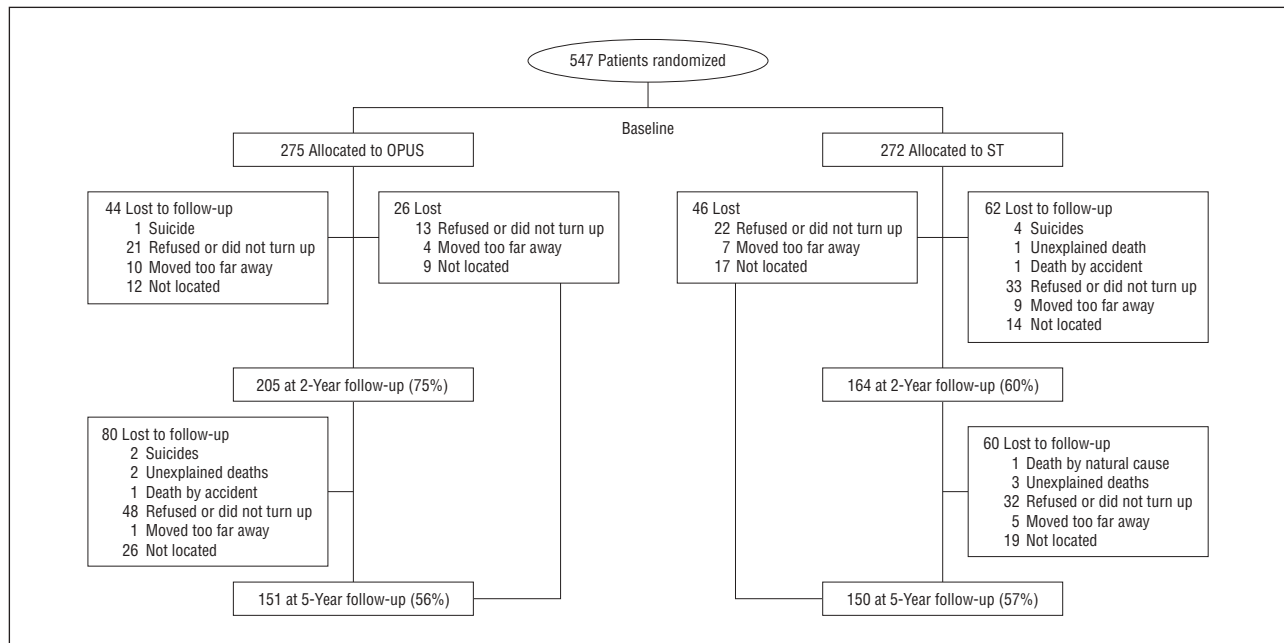 547 Patients randomized
Baseline
275 Allocated to OPUS
272 Allocated to ST
44 Lost to follow-up
1 Suicide
21 Refused or did not turn up
10 Moved too far away
12 Not located
26 Lost
13 Refused or did not turn up
4 Moved too far away
9 Not located
46 Lost
22 Refused or did not turn up
7 Moved too far away
17 Not located
62 Lost to follow-up
4 Suicides
1 Unexplained death
1 Death by accident
33 Refused or did not turn up
9 Moved too far away
14 Not located
205 at 2-Year follow-up (75%)
164 at 2-Year follow-up (60%)
80 Lost to follow-up
2 Suicides
2 Unexplained deaths
1 Death by accident
48 Refused or did not turn up
1 Moved too far away
26 Not located
60 Lost to follow-up
1 Death by natural cause
3 Unexplained deaths
32 Refused or did not turn up
5 Moved too far away
19 Not located
151 at 5-Year follow-up (56%)
150 at 5-Year follow-up (57%)